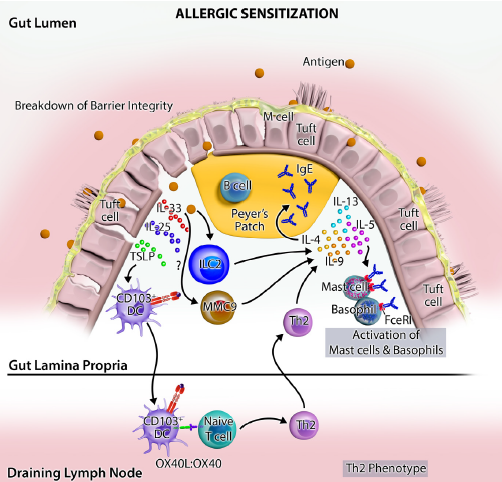 ALLERGIC SENSITIZATION
Gut Lumen
Antigen
Breakdown of Barrier Integrity
M cell
Tuft
cell
IgE
B cell
Peyer's
Patch
IL-33
IL-25
TSLP
?
Tuft
cell
ILC2
MMC9
IL-4
IL-13
IL-5
IL-9
Tuft
cell
Tuft
cell
CD103⁺
DC
Th2
Mast cell
Basophil
FceRI
Activation of
Mast cells & Basophils
Gut Lamina Propria
CD103⁺
DC
Naive
T cell
Th2
OX40L:OX40
Draining Lymph Node
Th2 Phenotype